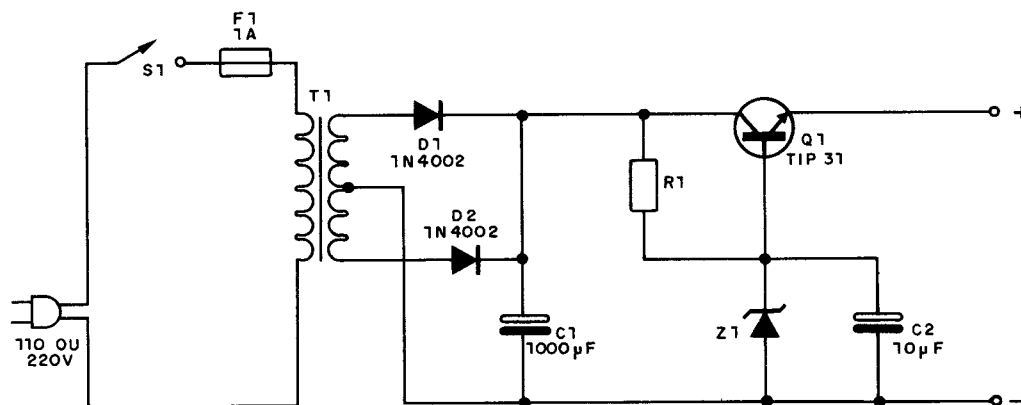 F1
1A
S1
T1
D1
1N4002
D2
1N4002
R1
Q1
TIP 31
+
110 OU
220V
C1
1000µF
Z1
C2
10µF
-